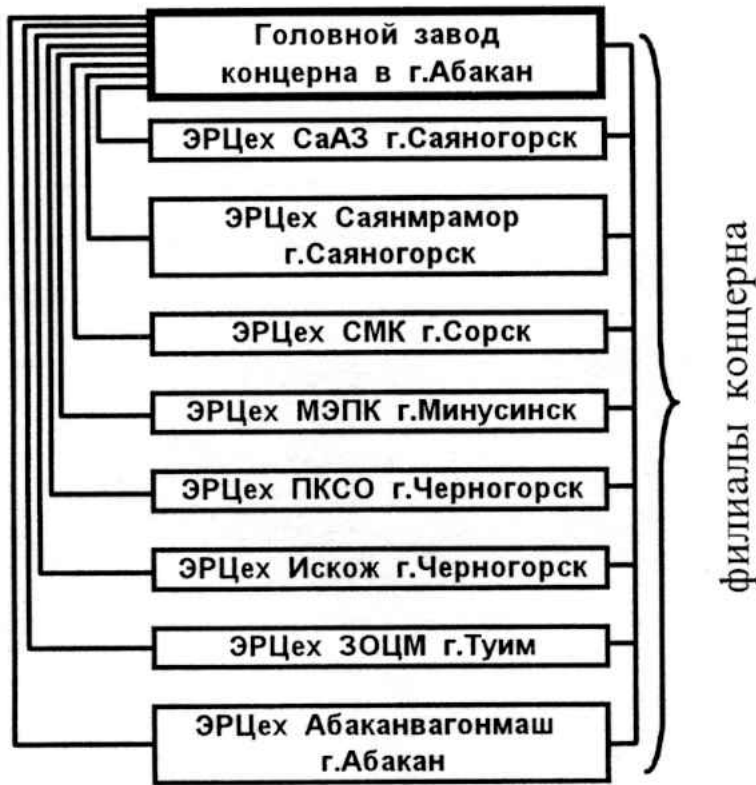 Головной завод
концерна в г.Абакан
ЭРЦех СаАЗ г.Саяногорск
ЭРЦех Саянмрамор
г.Саяногорск
ЭРЦех СМК г.Сорск
ЭРЦех МЭПК г.Минусинск
ЭРЦех ПКСО г.Черногорск
ЭРЦех Искож г.Черногорск
ЭРЦех ЗОЦМ г.Туим
ЭРЦех Абаканвагонмаш
г.Абакан
филиалы концерна